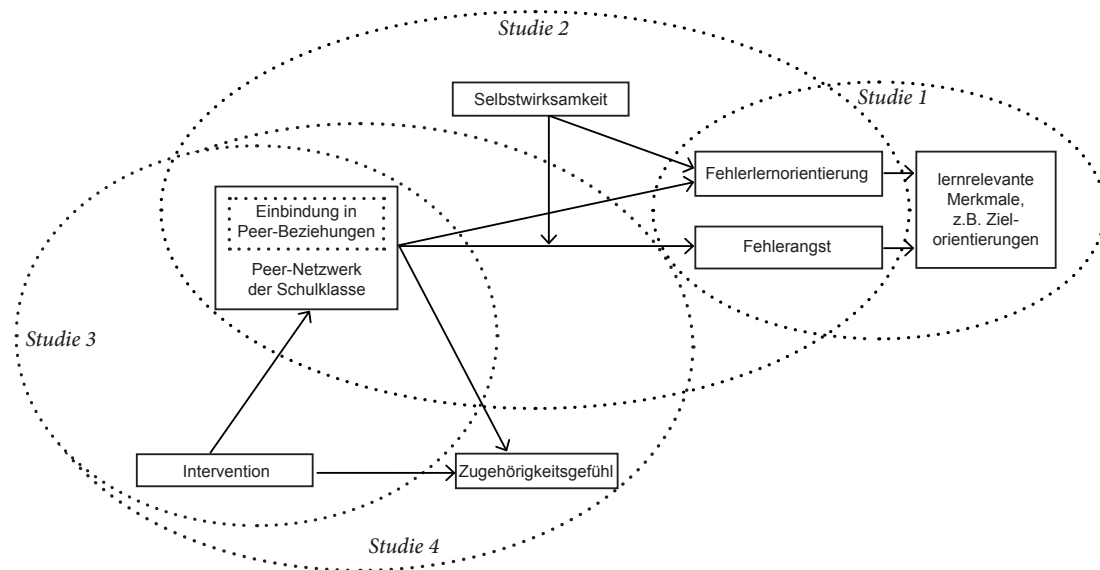 Studie 2
Selbstwirksamkeit
Studie 1
Fehlerlernorientierung
lernrelevante
Merkmale,
z.B. Ziel-
orientierungen
Einbindung in
Peer-Beziehungen
Fehlerangst
Peer-Netzwerk
der Schulklasse
Studie 3
Intervention
Zugehörigkeitsgefühl
Studie 4